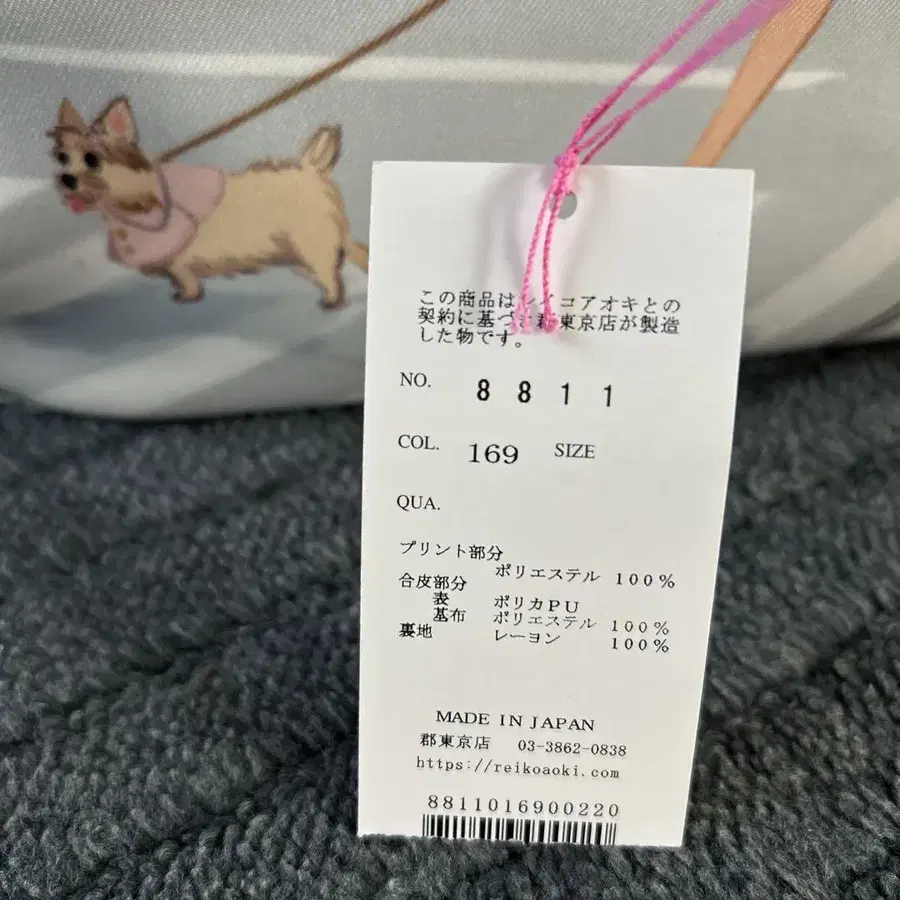 この商品はレイコアオキとの
契約に基づき郡東京店が製造
した物です。
NO. 8811
COL. 169 SIZE
QUA.
プリント部分
ポリエステル 100%
合皮部分
表 ポリカPU
基布 ポリエステル 100%
裏地 レーヨン 100%
MADE IN JAPAN
郡東京店 03-3862-0838
https://reikoaoki.com
8811016900220